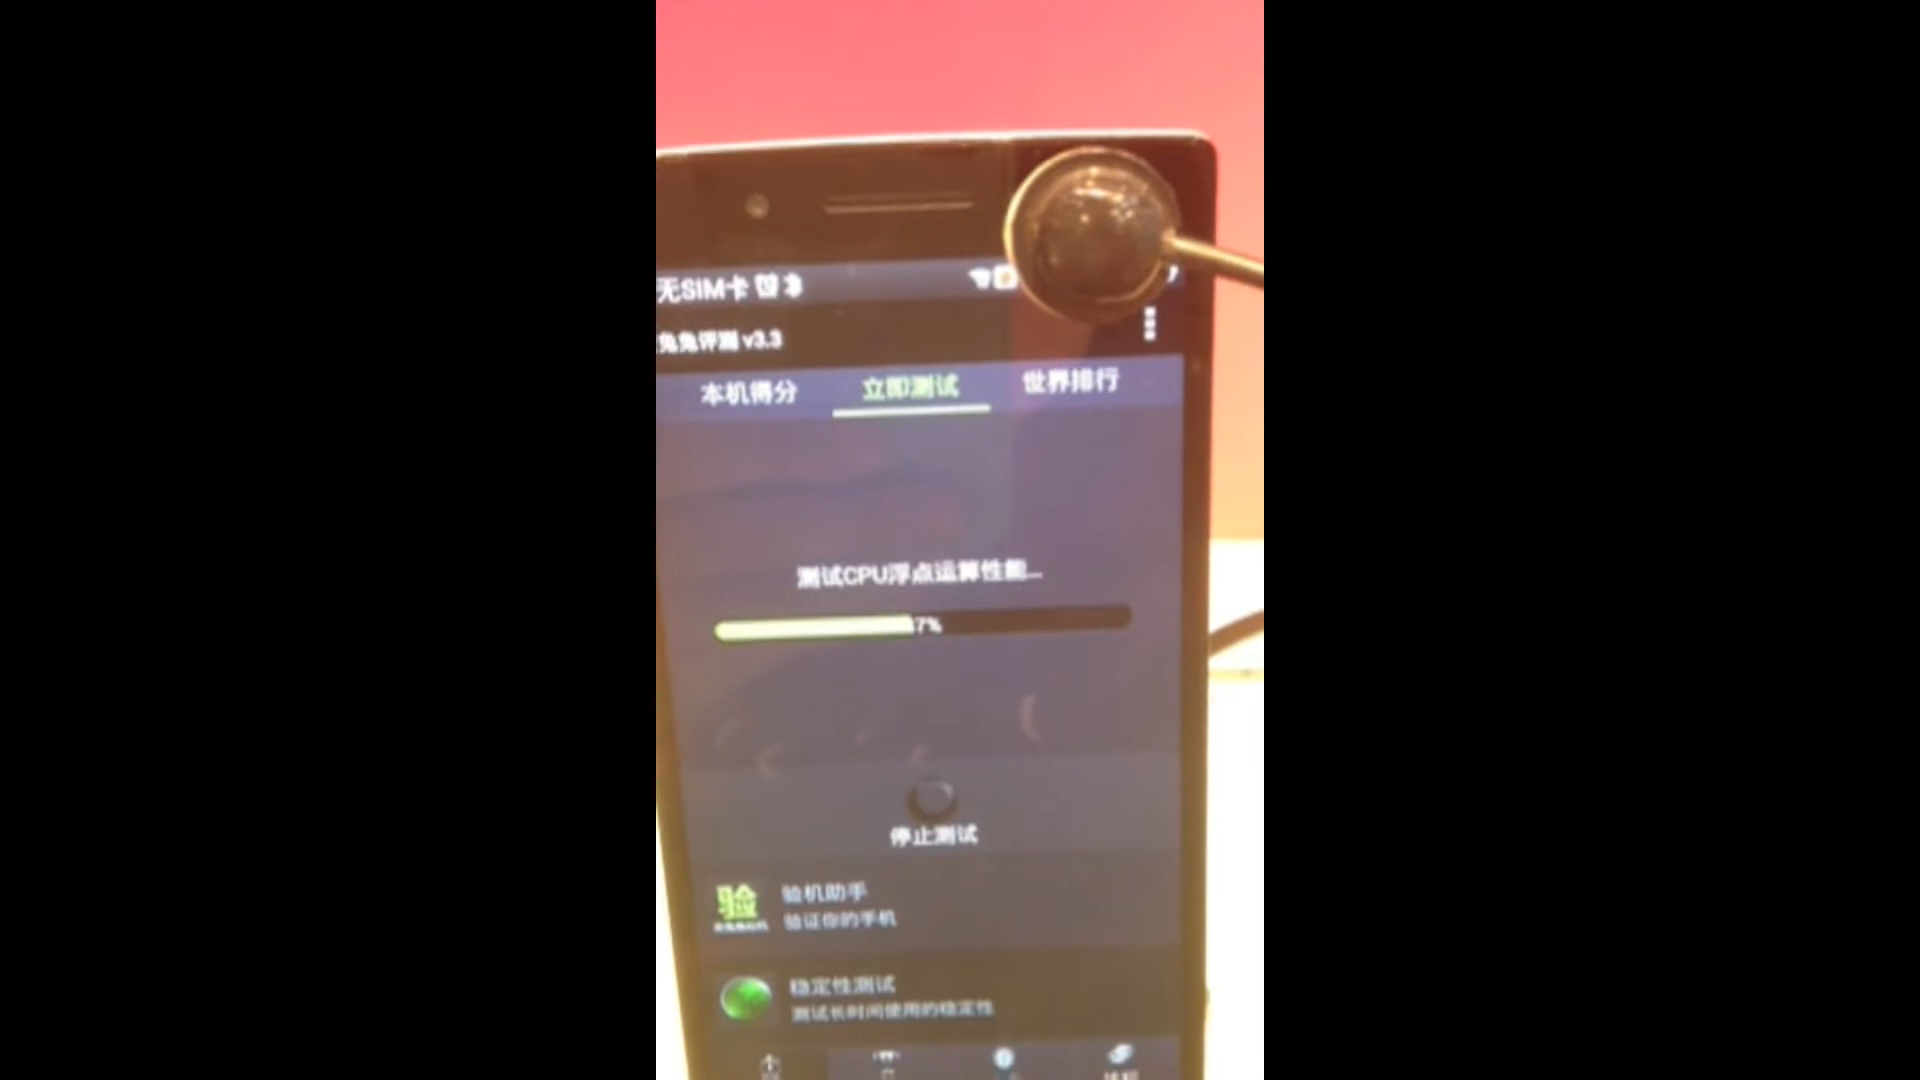 无SIM卡
兔兔评测 v3.3
本机得分 立即测试 世界排行
测试CPU浮点运算性能...
7%
停止测试
验 验机助手
验证你的手机
稳定性测试
测试长时间使用的稳定性